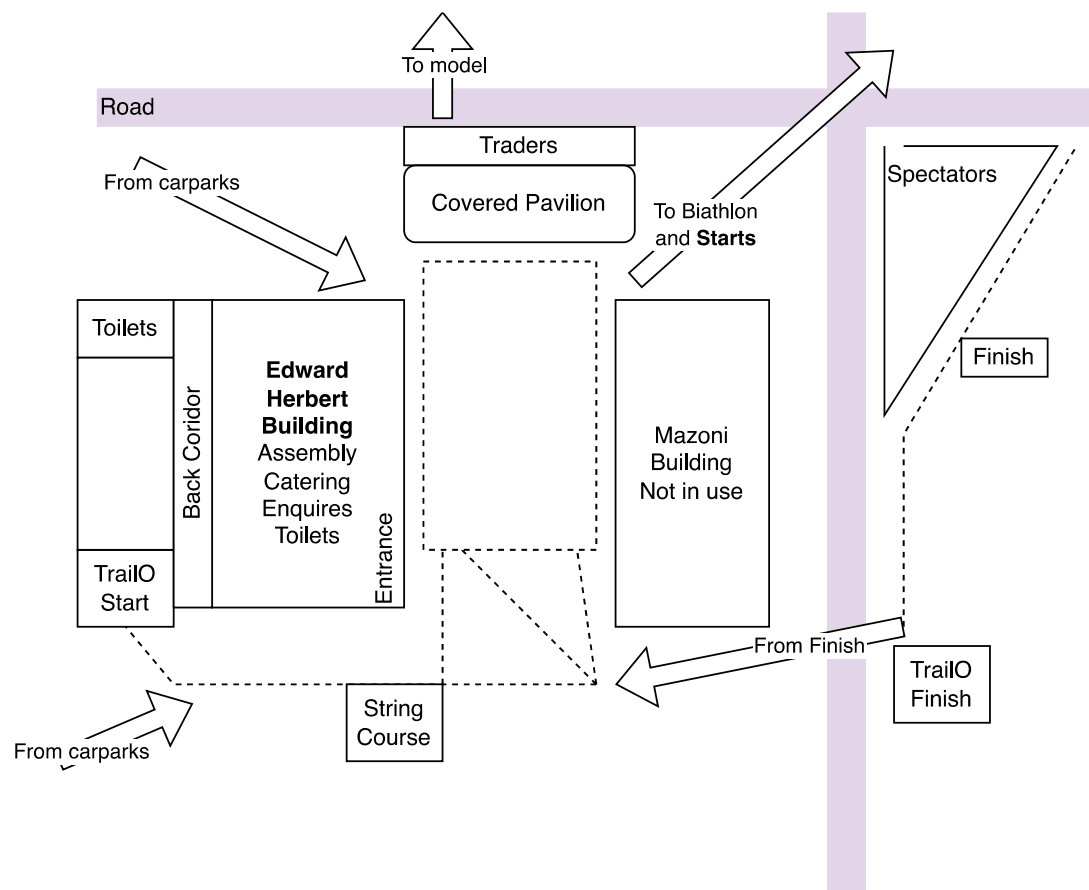 To model
Road
Traders
Covered Pavilion
From carparks
To Biathlon
and Starts
Spectators
Finish
Toilets
Back Coridor
Edward
Herbert
Building
Assembly
Catering
Enquires
Toilets
Entrance
Mazoni
Building
Not in use
TrailO
Start
From Finish
TrailO
Finish
String
Course
From carparks